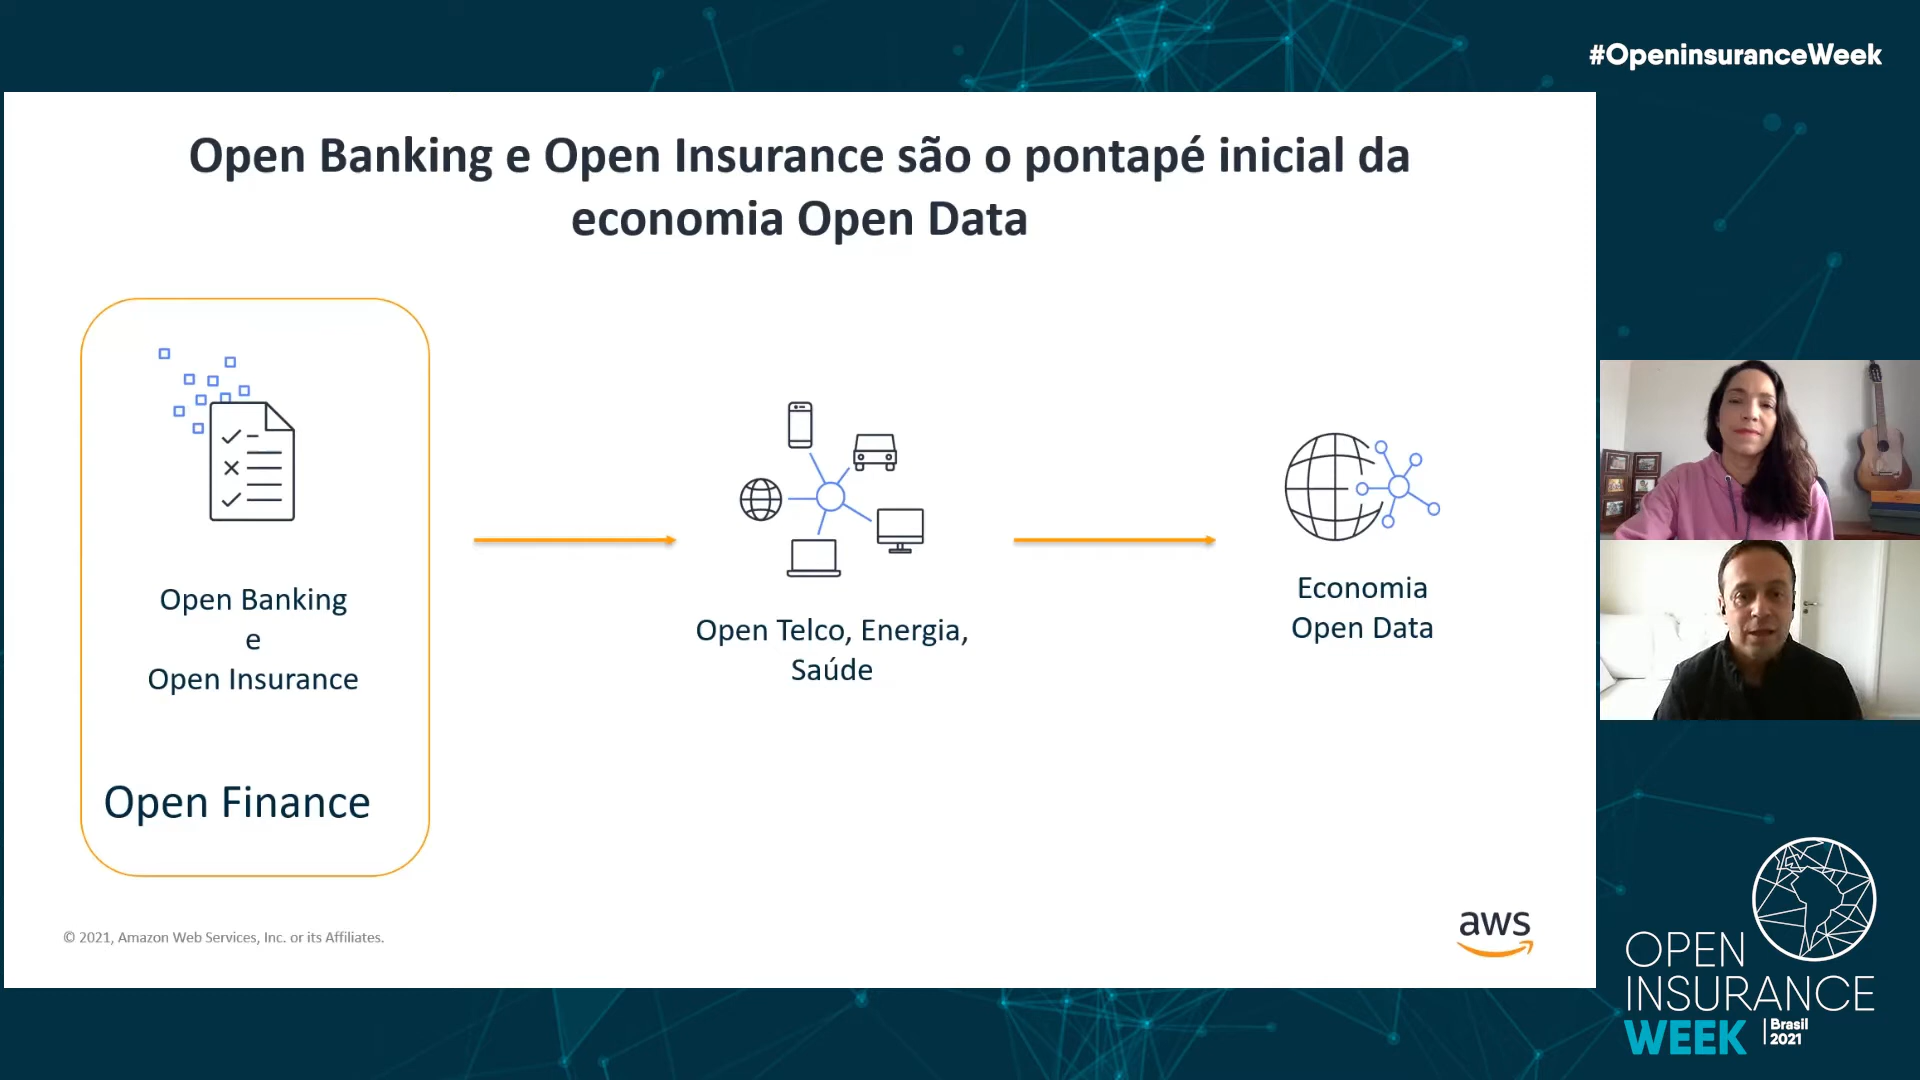 #OpeninsuranceWeek
Open Banking e Open Insurance são o pontapé inicial da
economia Open Data
Open Banking
e
Open Insurance
Open Finance
Open Telco, Energia,
Saúde
Economia
Open Data
© 2021, Amazon Web Services, Inc. or its Affiliates.
aws
OPEN
INSURANCE
WEEK
Brasil
2021